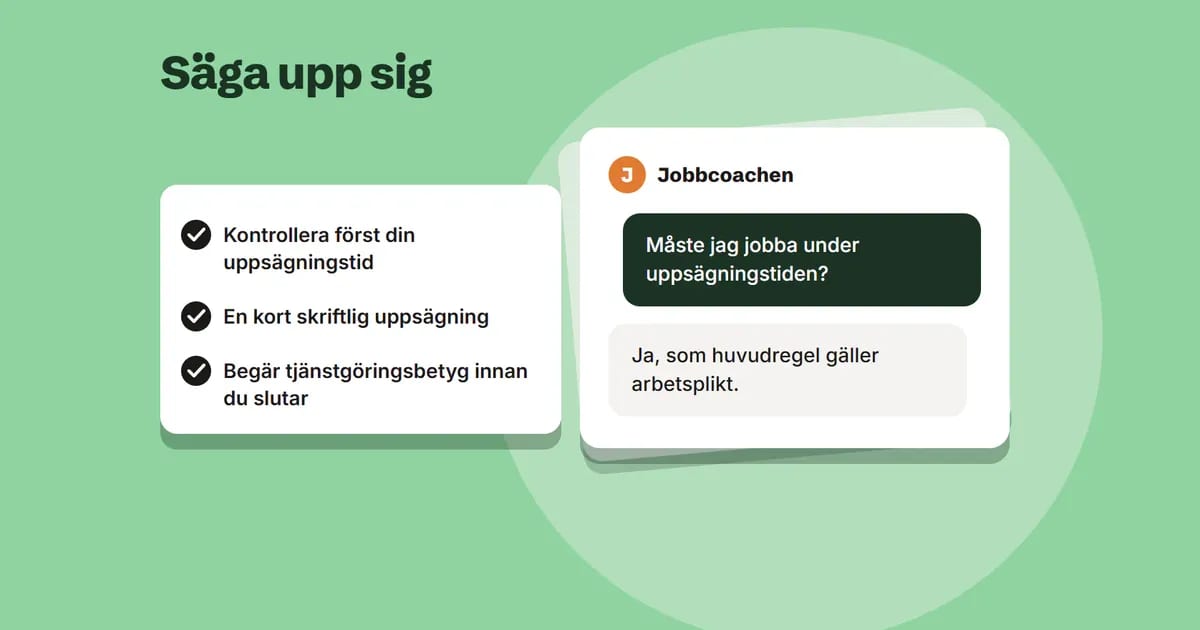 Säga upp sig
Kontrollera först din
uppsägningstid
En kort skriftlig uppsägning
Begär tjänstgöringsbetyg innan
du slutar
J Jobbcoachen
Måste jag jobba under
uppsägningstiden?
Ja, som huvudregel gäller
arbetsplikt.